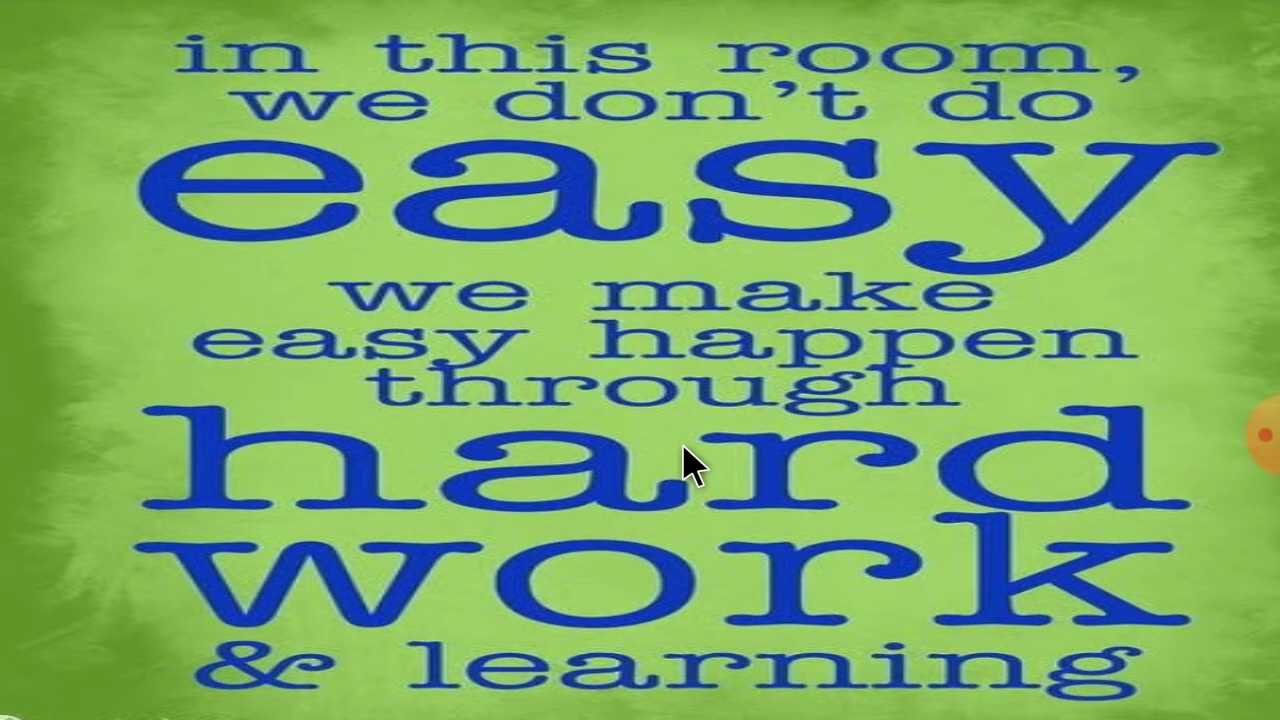 in this room,
we don't do
easy
we make
easy happen
through
hard
work
& learning